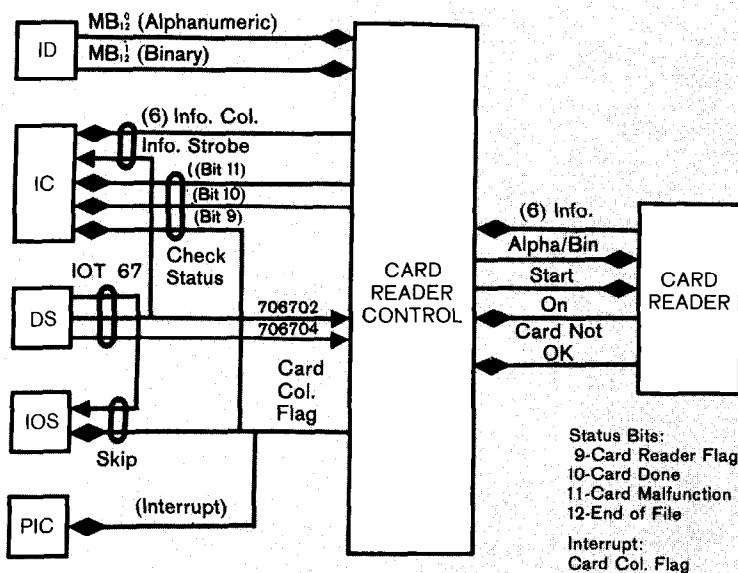 ID
MB₁₂⁰ (Alphanumeric)
MB₁₂¹ (Binary)
IC
(6) Info. Col.
Info. Strobe
((Bit 11)
(Bit 10)
(Bit 9)
Check
Status
IOT 67
DS
706702
706704
IOS
Skip
Card
Col.
Flag
PIC
(Interrupt)
CARD
READER
CONTROL
(6) Info.
Alpha/Bin
Start
On
Card Not
OK
CARD
READER
Status Bits:
9-Card Reader Flag
10-Card Done
11-Card Malfunction
12-End of File
Interrupt:
Card Col. Flag